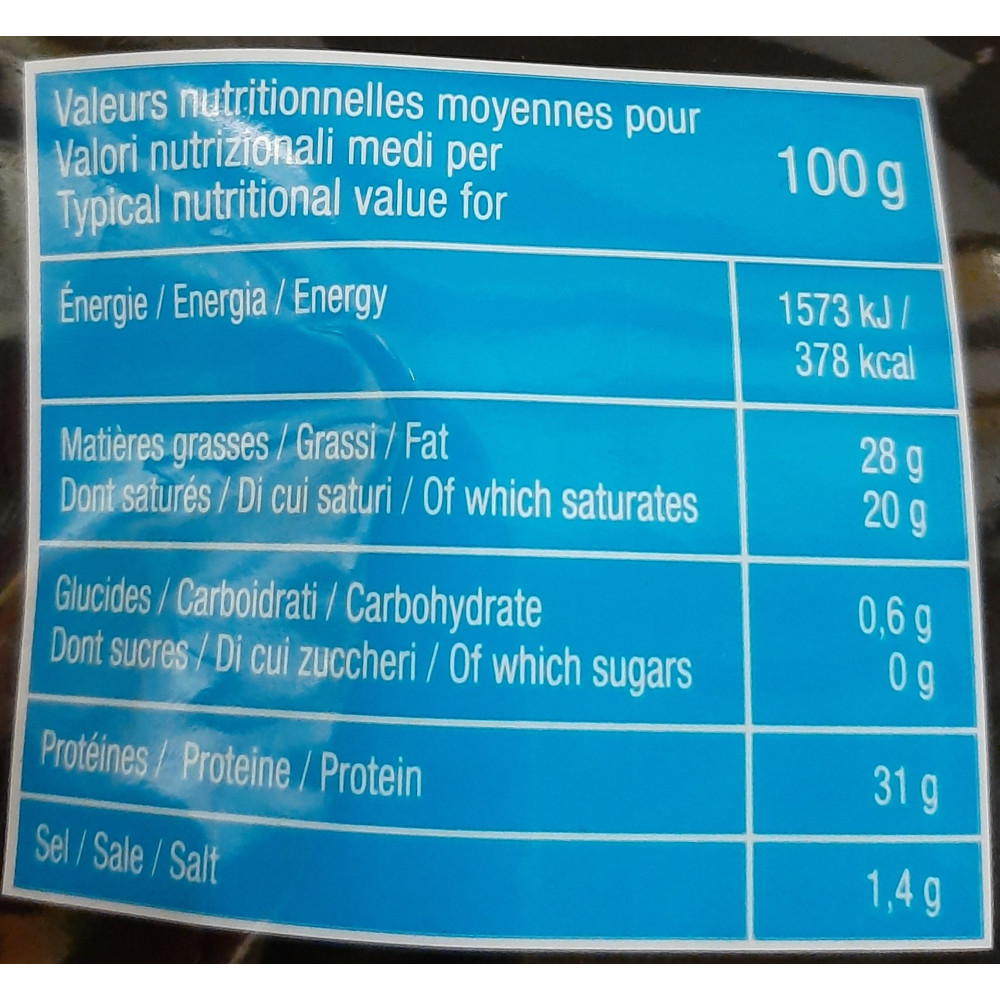 Valeurs nutritionnelles moyennes pour
Valori nutrizionali medi per
Typical nutritional value for
100 g
Énergie / Energia / Energy
1573 kJ /
378 kcal
Matières grasses / Grassi / Fat
28 g
Dont saturés / Di cui saturi / Of which saturates
20 g
Glucides / Carboidrati / Carbohydrate
0,6 g
Dont sucres / Di cui zuccheri / Of which sugars
0 g
Protéines / Proteine / Protein
31 g
Sel / Sale / Salt
1,4 g